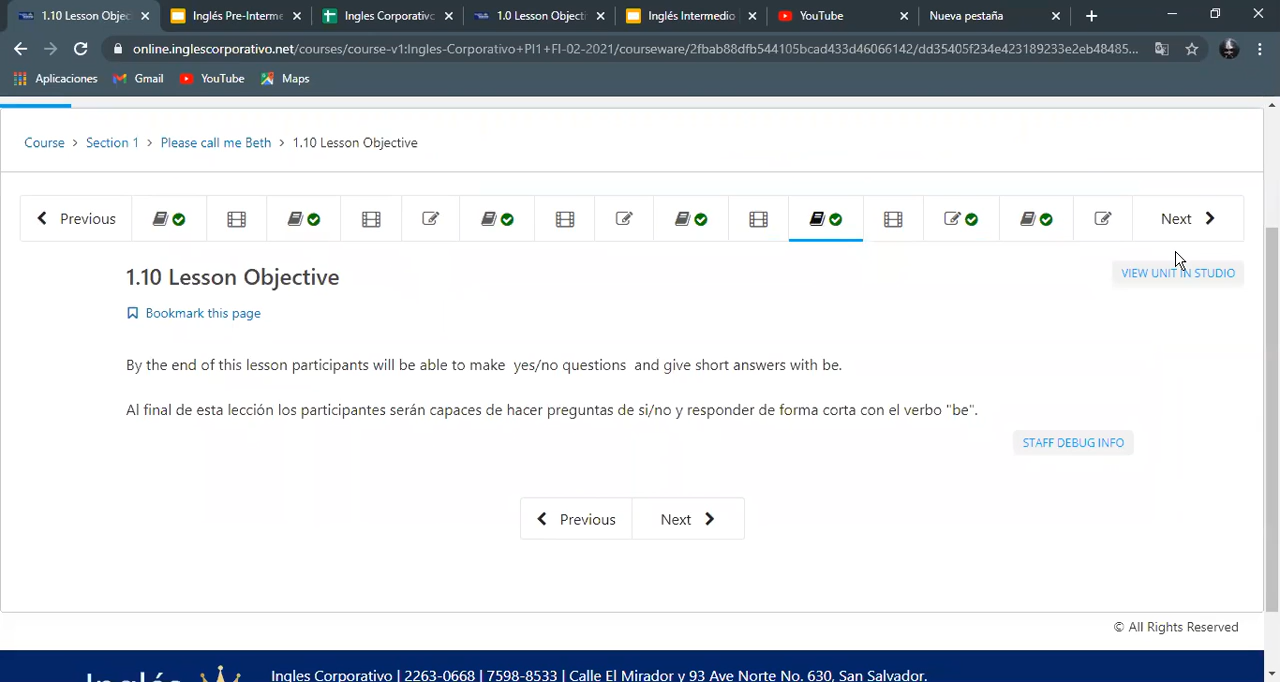 1.10 Lesson Objec
Inglés Pre-Interme
Ingles Corporativo
1.0 Lesson Objecti
Inglés Intermedio
YouTube
Nueva pestaña
online.inglescorporativo.net/courses/course-v1:Ingles-Corporativo+PI1+FI-02-2021/courseware/2fbab88dfb544105bcad433d46066142/dd35405f234e423189233e2eb48485...
Aplicaciones Gmail YouTube Maps
Course > Section 1 > Please call me Beth > 1.10 Lesson Objective
Previous
Next
1.10 Lesson Objective
VIEW UNIT IN STUDIO
Bookmark this page
By the end of this lesson participants will be able to make yes/no questions and give short answers with be.
Al final de esta lección los participantes serán capaces de hacer preguntas de si/no y responder de forma corta con el verbo "be".
STAFF DEBUG INFO
Previous Next
© All Rights Reserved
Inglés
Ingles Corporativo | 2263-0668 | 7598-8533 | Calle El Mirador y 93 Ave Norte No. 630, San Salvador.